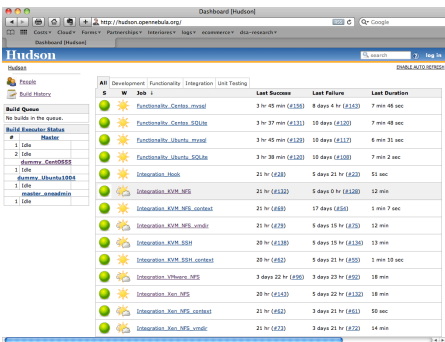 Dashboard [Hudson]
http://hudson.opennebula.org/
Google
Costs▾ Cloud▾ Forms▾ Partnerships▾ Interiores▾ logs▾ ecommerce▾ dsa-research▾
Dashboard [Hudson]
Hudson
search ? log in
Hudson
ENABLE AUTO REFRESH
People
Build History
Build Queue
No builds in the queue.
Build Executor Status
# Master
1 Idle
2 Idle
dummy_CentOS55
1 Idle
dummy_Ubuntu1004
1 Idle
master_oneadmin
1 Idle
All Development Functionality Integration Unit Testing
S W Job ↓ Last Success Last Failure Last Duration
Functionality_Centos_mysql 3 hr 45 min (#156) 8 days 4 hr (#143) 7 min 46 sec
Functionality_Centos_SQLite 3 hr 37 min (#131) 10 days (#117) 7 min 48 sec
Functionality_Ubuntu_mysql 3 hr 45 min (#129) 10 days (#117) 6 min 31 sec
Functionality_Ubuntu_SQLite 3 hr 38 min (#120) 10 days (#108) 7 min 2 sec
Integration_Hook 21 hr (#28) 5 days 21 hr (#23) 51 sec
Integration_KVM_NFS 21 hr (#132) 5 days 0 hr (#128) 12 min
Integration_KVM_NFS_context 21 hr (#69) 17 days (#54) 1 min 7 sec
Integration_KVM_NFS_vmdir 21 hr (#79) 5 days 15 hr (#75) 12 min
Integration_KVM_SSH 20 hr (#138) 5 days 15 hr (#134) 13 min
Integration_KVM_SSH_context 20 hr (#62) 5 days 21 hr (#55) 1 min 10 sec
Integration_VMware_NFS 3 days 22 hr (#96) 3 days 23 hr (#92) 18 min
Integration_Xen_NFS 20 hr (#143) 5 days 22 hr (#132) 18 min
Integration_Xen_NFS_context 21 hr (#62) 3 days 21 hr (#61) 50 sec
Integration_Xen_NFS_vmdir 21 hr (#73) 3 days 21 hr (#72) 14 min